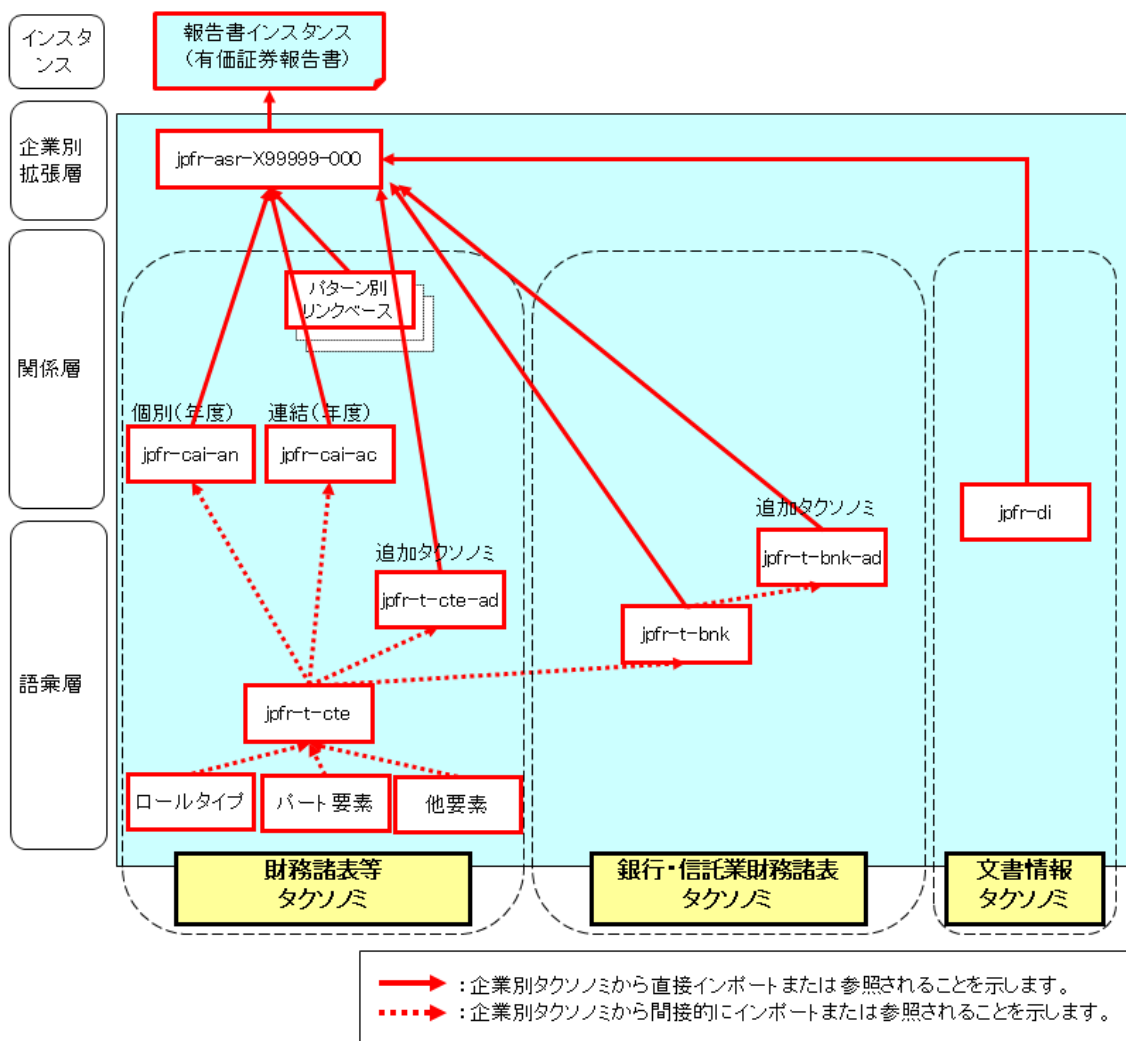 インスタ
ンス
報告書インスタンス
(有価証券報告書)
企業別
拡張層
jpfr-asr-X99999-000
関係層
パターン別
リンクベース
個別(年度)
連結(年度)
jpfr-cai-an
jpfr-cai-ac
jpfr-di
追加タクソノミ
jpfr-t-bnk-ad
語彙層
追加タクソノミ
jpfr-t-cte-ad
jpfr-t-bnk
jpfr-t-cte
ロールタイプ
パート要素
他要素
財務諸表等
タクソノミ
銀行・信託業財務諸表
タクソノミ
文書情報
タクソノミ
:企業別タクソノミから直接インポートまたは参照されることを示します。
:企業別タクソノミから間接的にインポートまたは参照されることを示します。